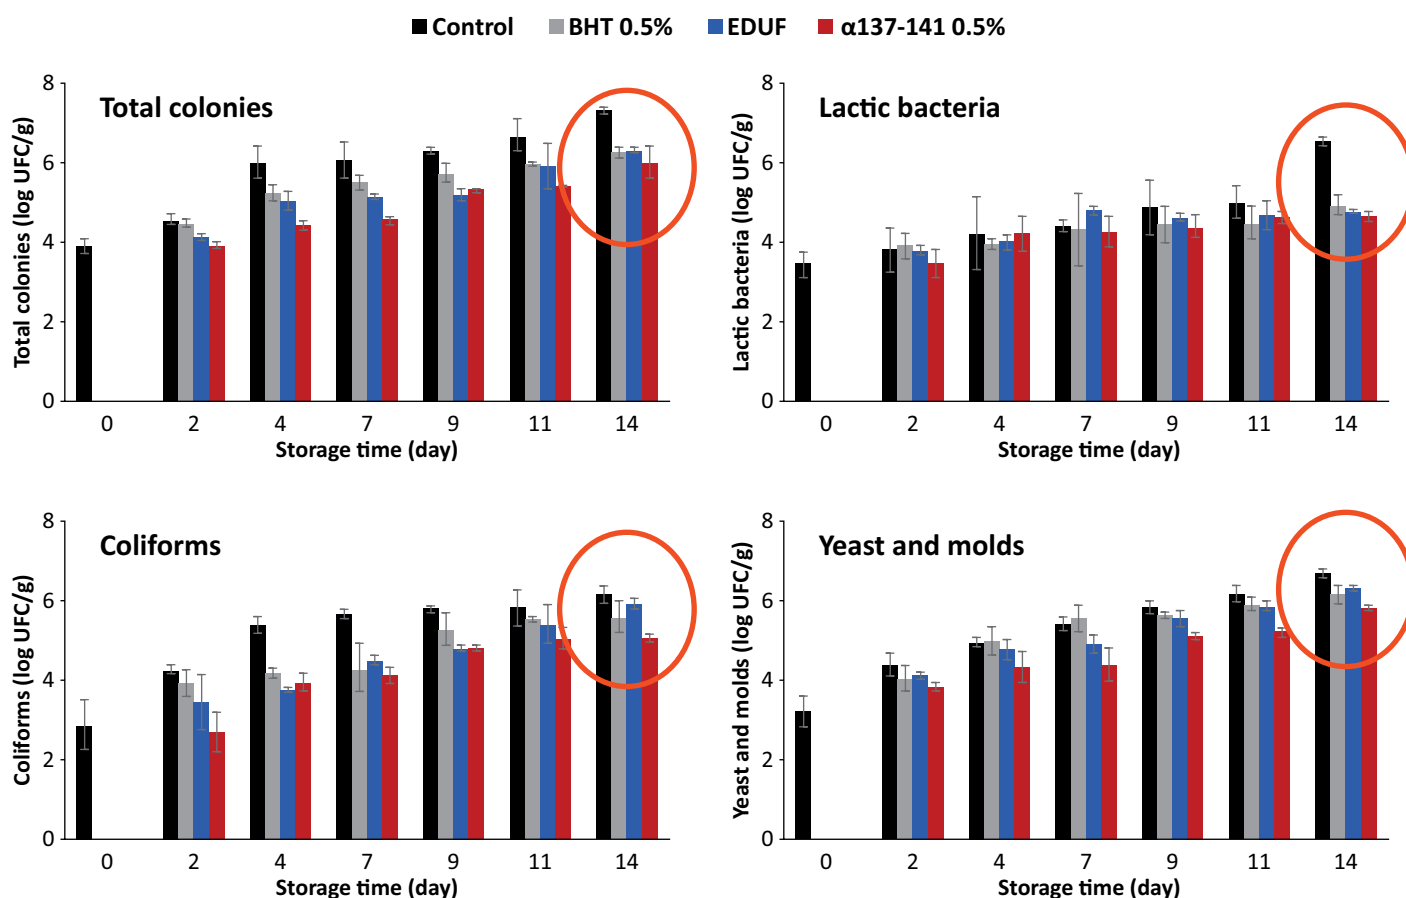 Control BHT 0.5% EDUF α137-141 0.5%
Total colonies
Total colonies (log UFC/g)
8
6
4
2
0
0 2 4 7 9 11 14
Storage time (day)
Lactic bacteria
Lactic bacteria (log UFC/g)
8
6
4
2
0
0 2 4 7 9 11 14
Storage time (day)
Coliforms
Coliforms (log UFC/g)
8
6
4
2
0
0 2 4 7 9 11 14
Storage time (day)
Yeast and molds
Yeast and molds (log UFC/g)
8
6
4
2
0
0 2 4 7 9 11 14
Storage time (day)